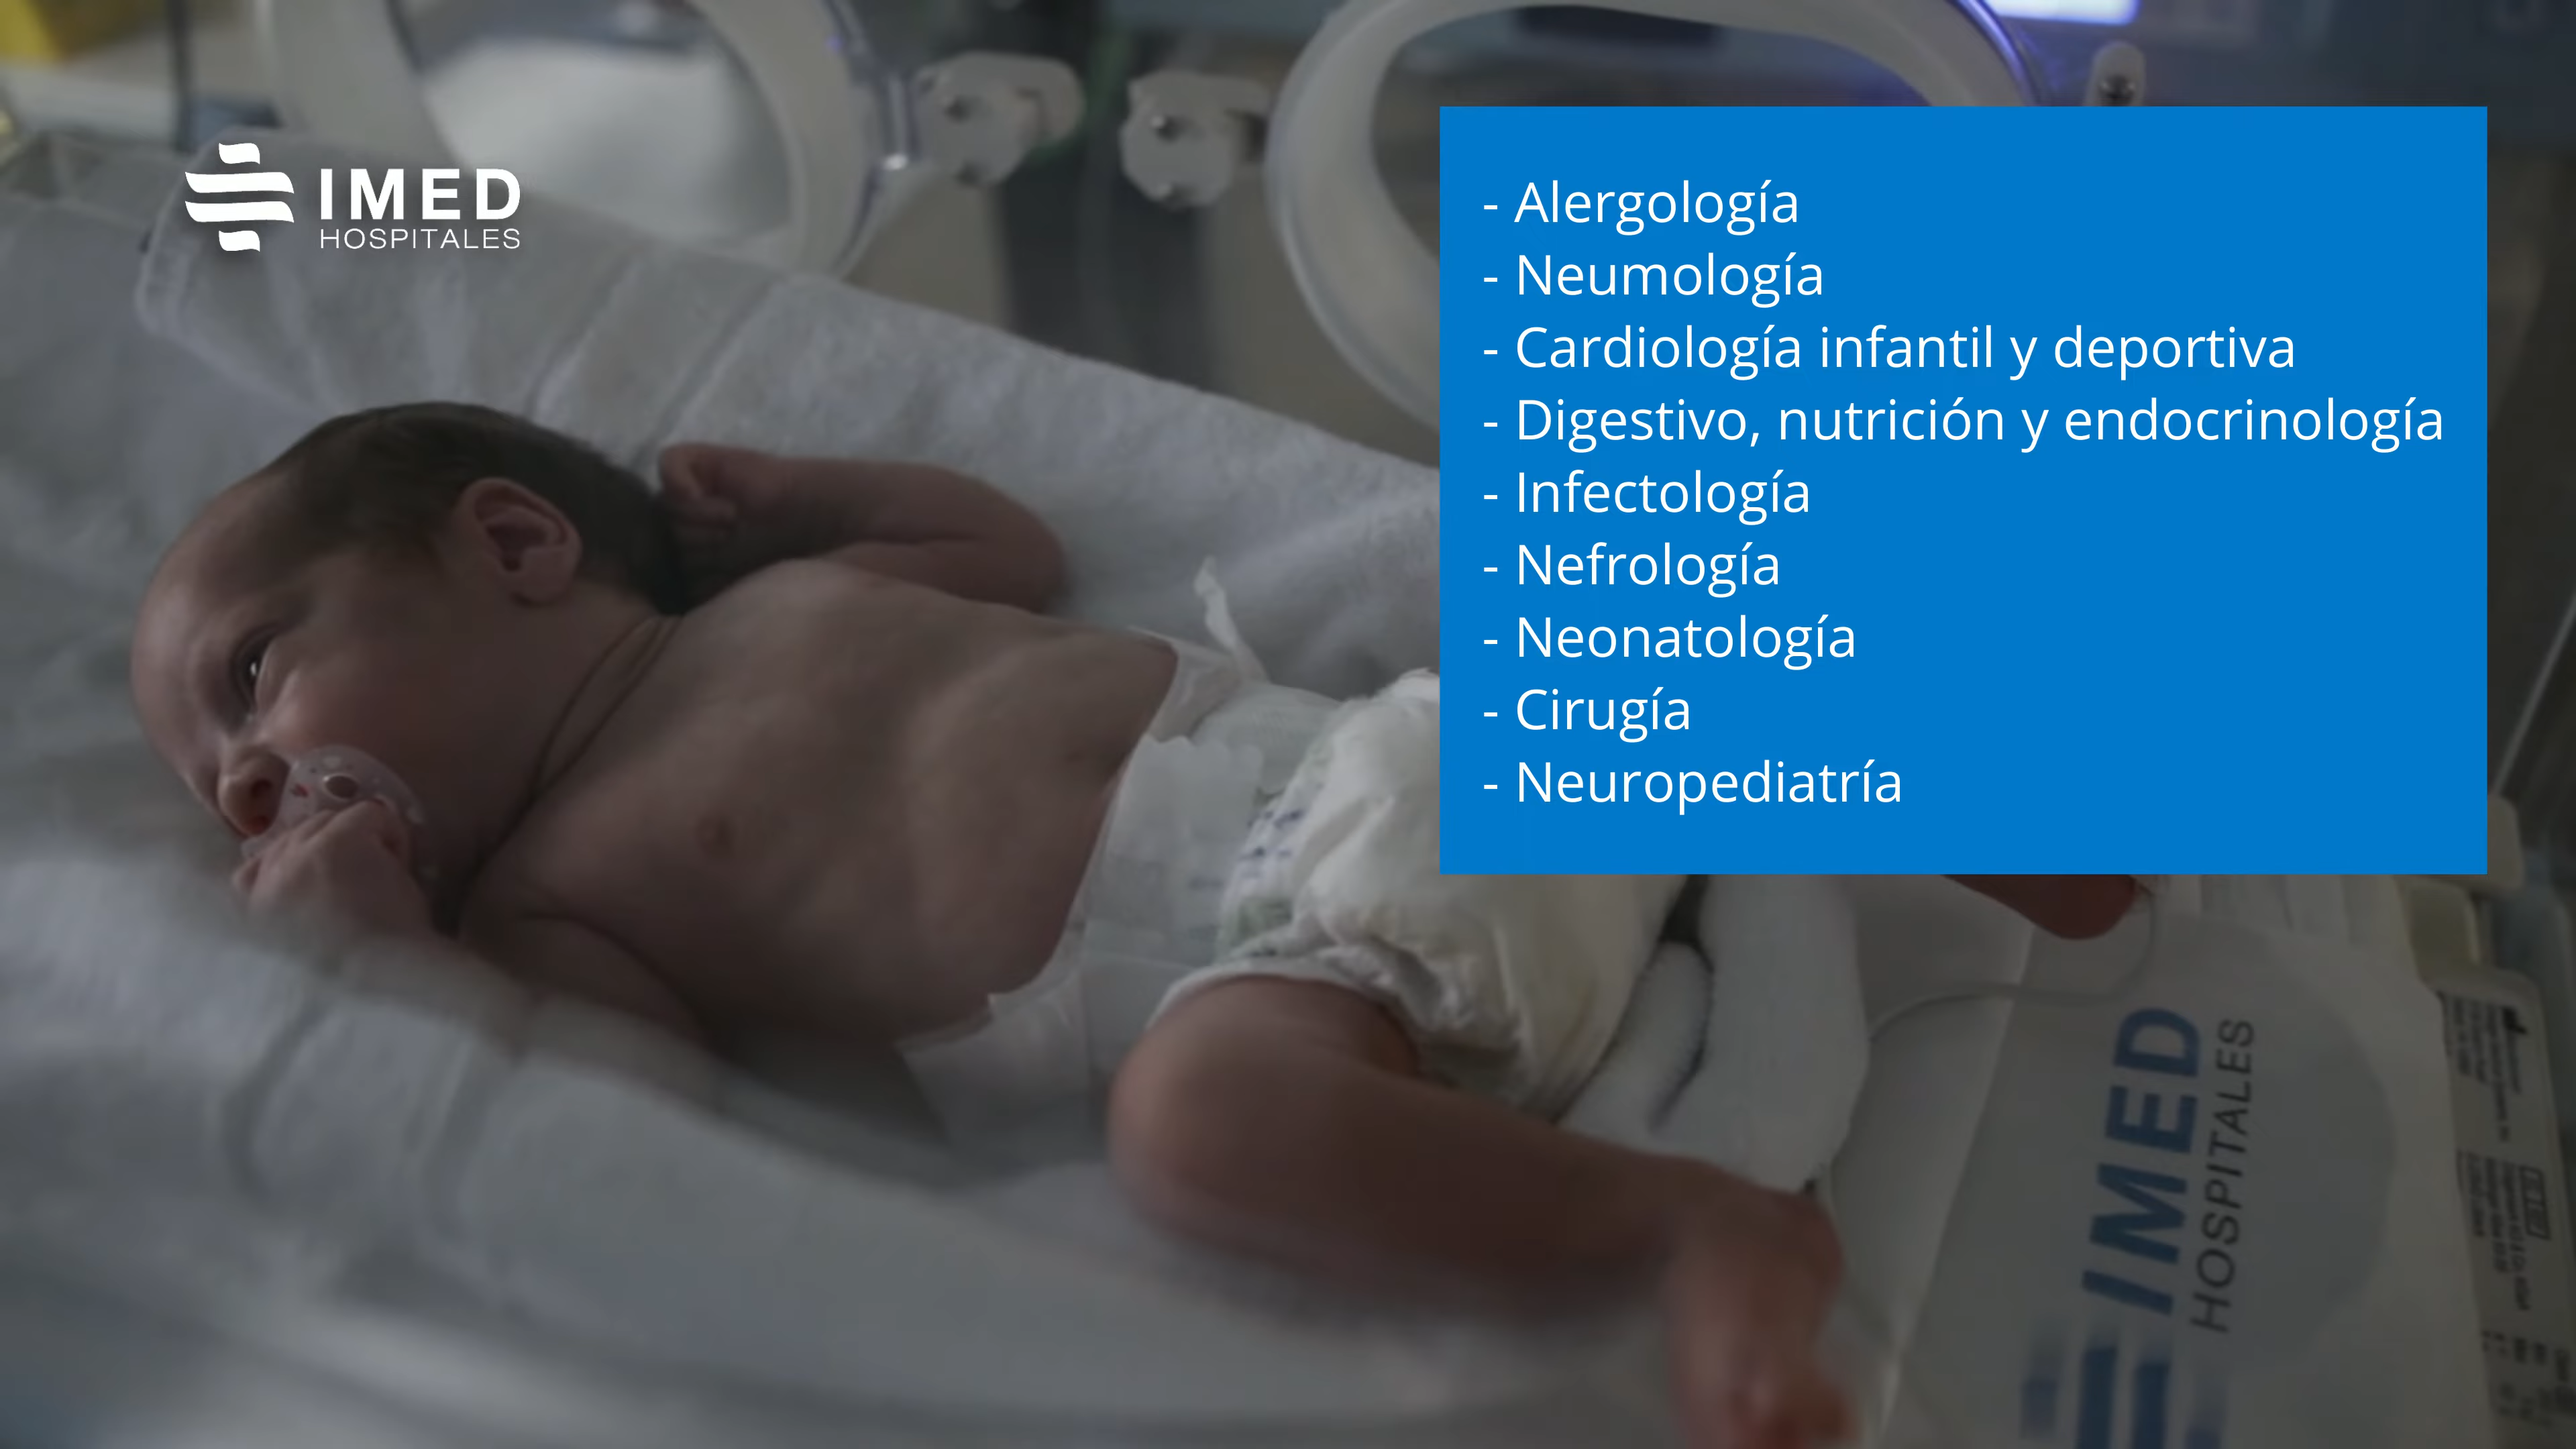 IMED
HOSPITALES
- Alergología
- Neumología
- Cardiología infantil y deportiva
- Digestivo, nutrición y endocrinología
- Infectología
- Nefrología
- Neonatología
- Cirugía
- Neuropediatría
IMED
HOSPITALES